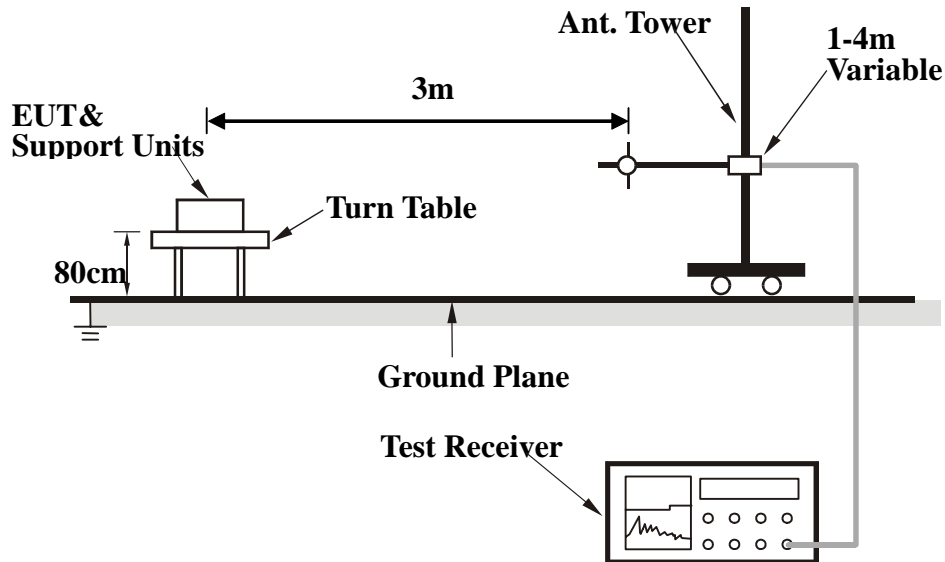 Ant. Tower
1-4m
Variable
3m
EUT&
Support Units
Turn Table
80cm
Ground Plane
Test Receiver